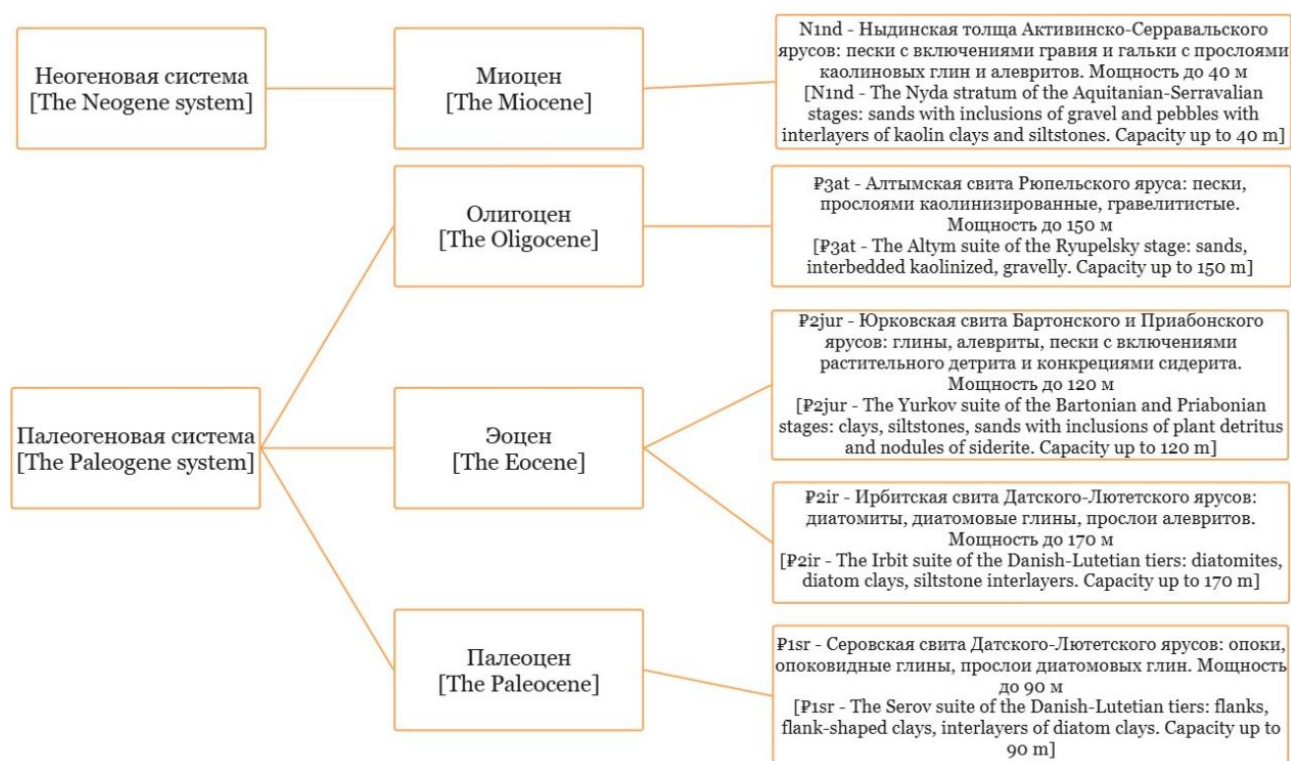 Неогеновая система
[The Neogene system]
Миоцен
[The Miocene]
N1nd - Ныдинская толща Активинско-Серравальского
ярусов: пески с включениями гравия и гальки с прослоями
каолиновых глин и алевритов. Мощность до 40 м
[N1nd - The Nyda stratum of the Aquitanian-Serravalian
stages: sands with inclusions of gravel and pebbles with
interlayers of kaolin clays and siltstones. Capacity up to 40 m]
Палеогеновая система
[The Paleogene system]
Олигоцен
[The Oligocene]
₽3at - Алтымская свита Рюпельского яруса: пески,
прослоями каолинизированные, гравелитистые.
Мощность до 150 м
[₽3at - The Altym suite of the Ryupelsky stage: sands,
interbedded kaolinized, gravelly. Capacity up to 150 m]
Эоцен
[The Eocene]
₽2jur - Юрковская свита Бартонского и Приабонского
ярусов: глины, алевриты, пески с включениями
растительного детрита и конкрециями сидерита.
Мощность до 120 м
[₽2jur - The Yurkov suite of the Bartonian and Priabonian
stages: clays, siltstones, sands with inclusions of plant detritus
and nodules of siderite. Capacity up to 120 m]
₽2ir - Ирбитская свита Датского-Лютетского ярусов:
диатомиты, диатомовые глины, прослои алевритов.
Мощность до 170 м
[₽2ir - The Irbit suite of the Danish-Lutetian tiers: diatomites,
diatom clays, siltstone interlayers. Capacity up to 170 m]
Палеоцен
[The Paleocene]
₽1sr - Серовская свита Датского-Лютетского ярусов: опоки,
опоковидные глины, прослои диатомовых глин. Мощность
до 90 м
[₽1sr - The Serov suite of the Danish-Lutetian tiers: flanks,
flank-shaped clays, interlayers of diatom clays. Capacity up to
90 m]